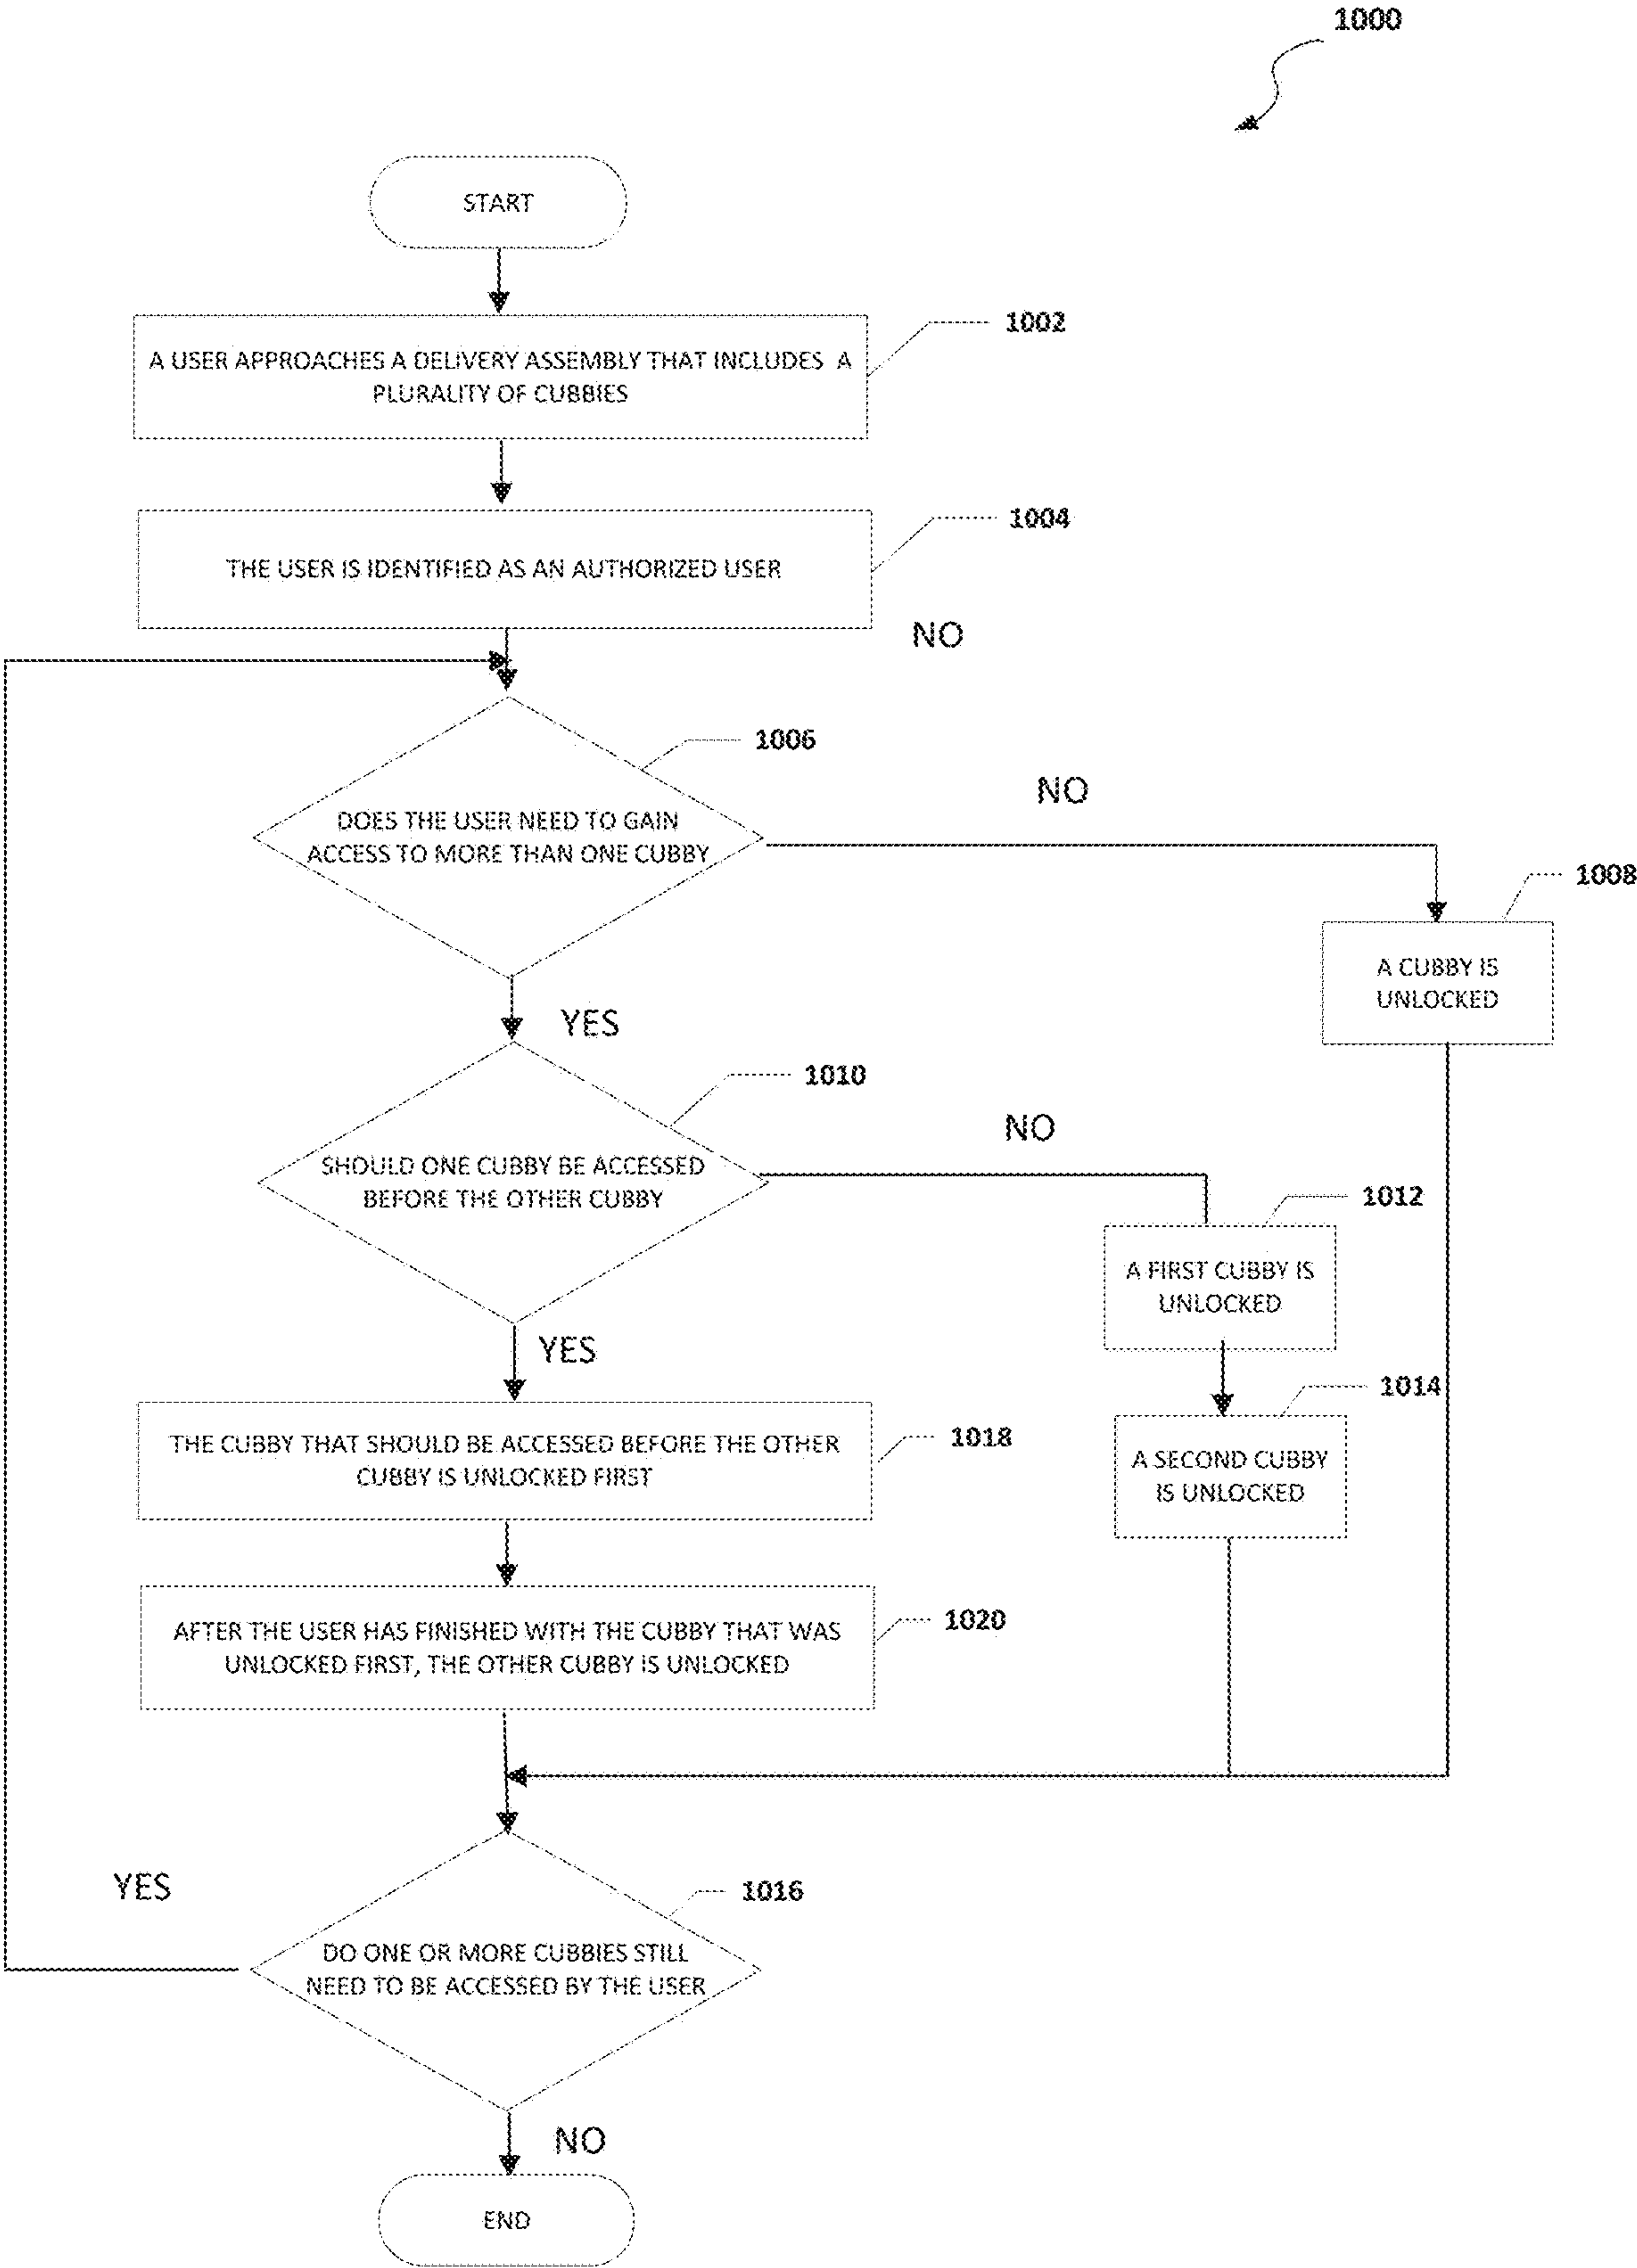 1000
START
1002
A USER APPROACHES A DELIVERY ASSEMBLY THAT INCLUDES A
PLURALITY OF CUBBIES
1004
THE USER IS IDENTIFIED AS AN AUTHORIZED USER
NO
1006
DOES THE USER NEED TO GAIN
ACCESS TO MORE THAN ONE CUBBY
NO
1008
A CUBBY IS
UNLOCKED
YES
1010
SHOULD ONE CUBBY BE ACCESSED
BEFORE THE OTHER CUBBY
NO
1012
A FIRST CUBBY IS
UNLOCKED
YES
1014
A SECOND CUBBY
IS UNLOCKED
1018
THE CUBBY THAT SHOULD BE ACCESSED BEFORE THE OTHER
CUBBY IS UNLOCKED FIRST
1020
AFTER THE USER HAS FINISHED WITH THE CUBBY THAT WAS
UNLOCKED FIRST, THE OTHER CUBBY IS UNLOCKED
YES
1016
DO ONE OR MORE CUBBIES STILL
NEED TO BE ACCESSED BY THE USER
NO
END